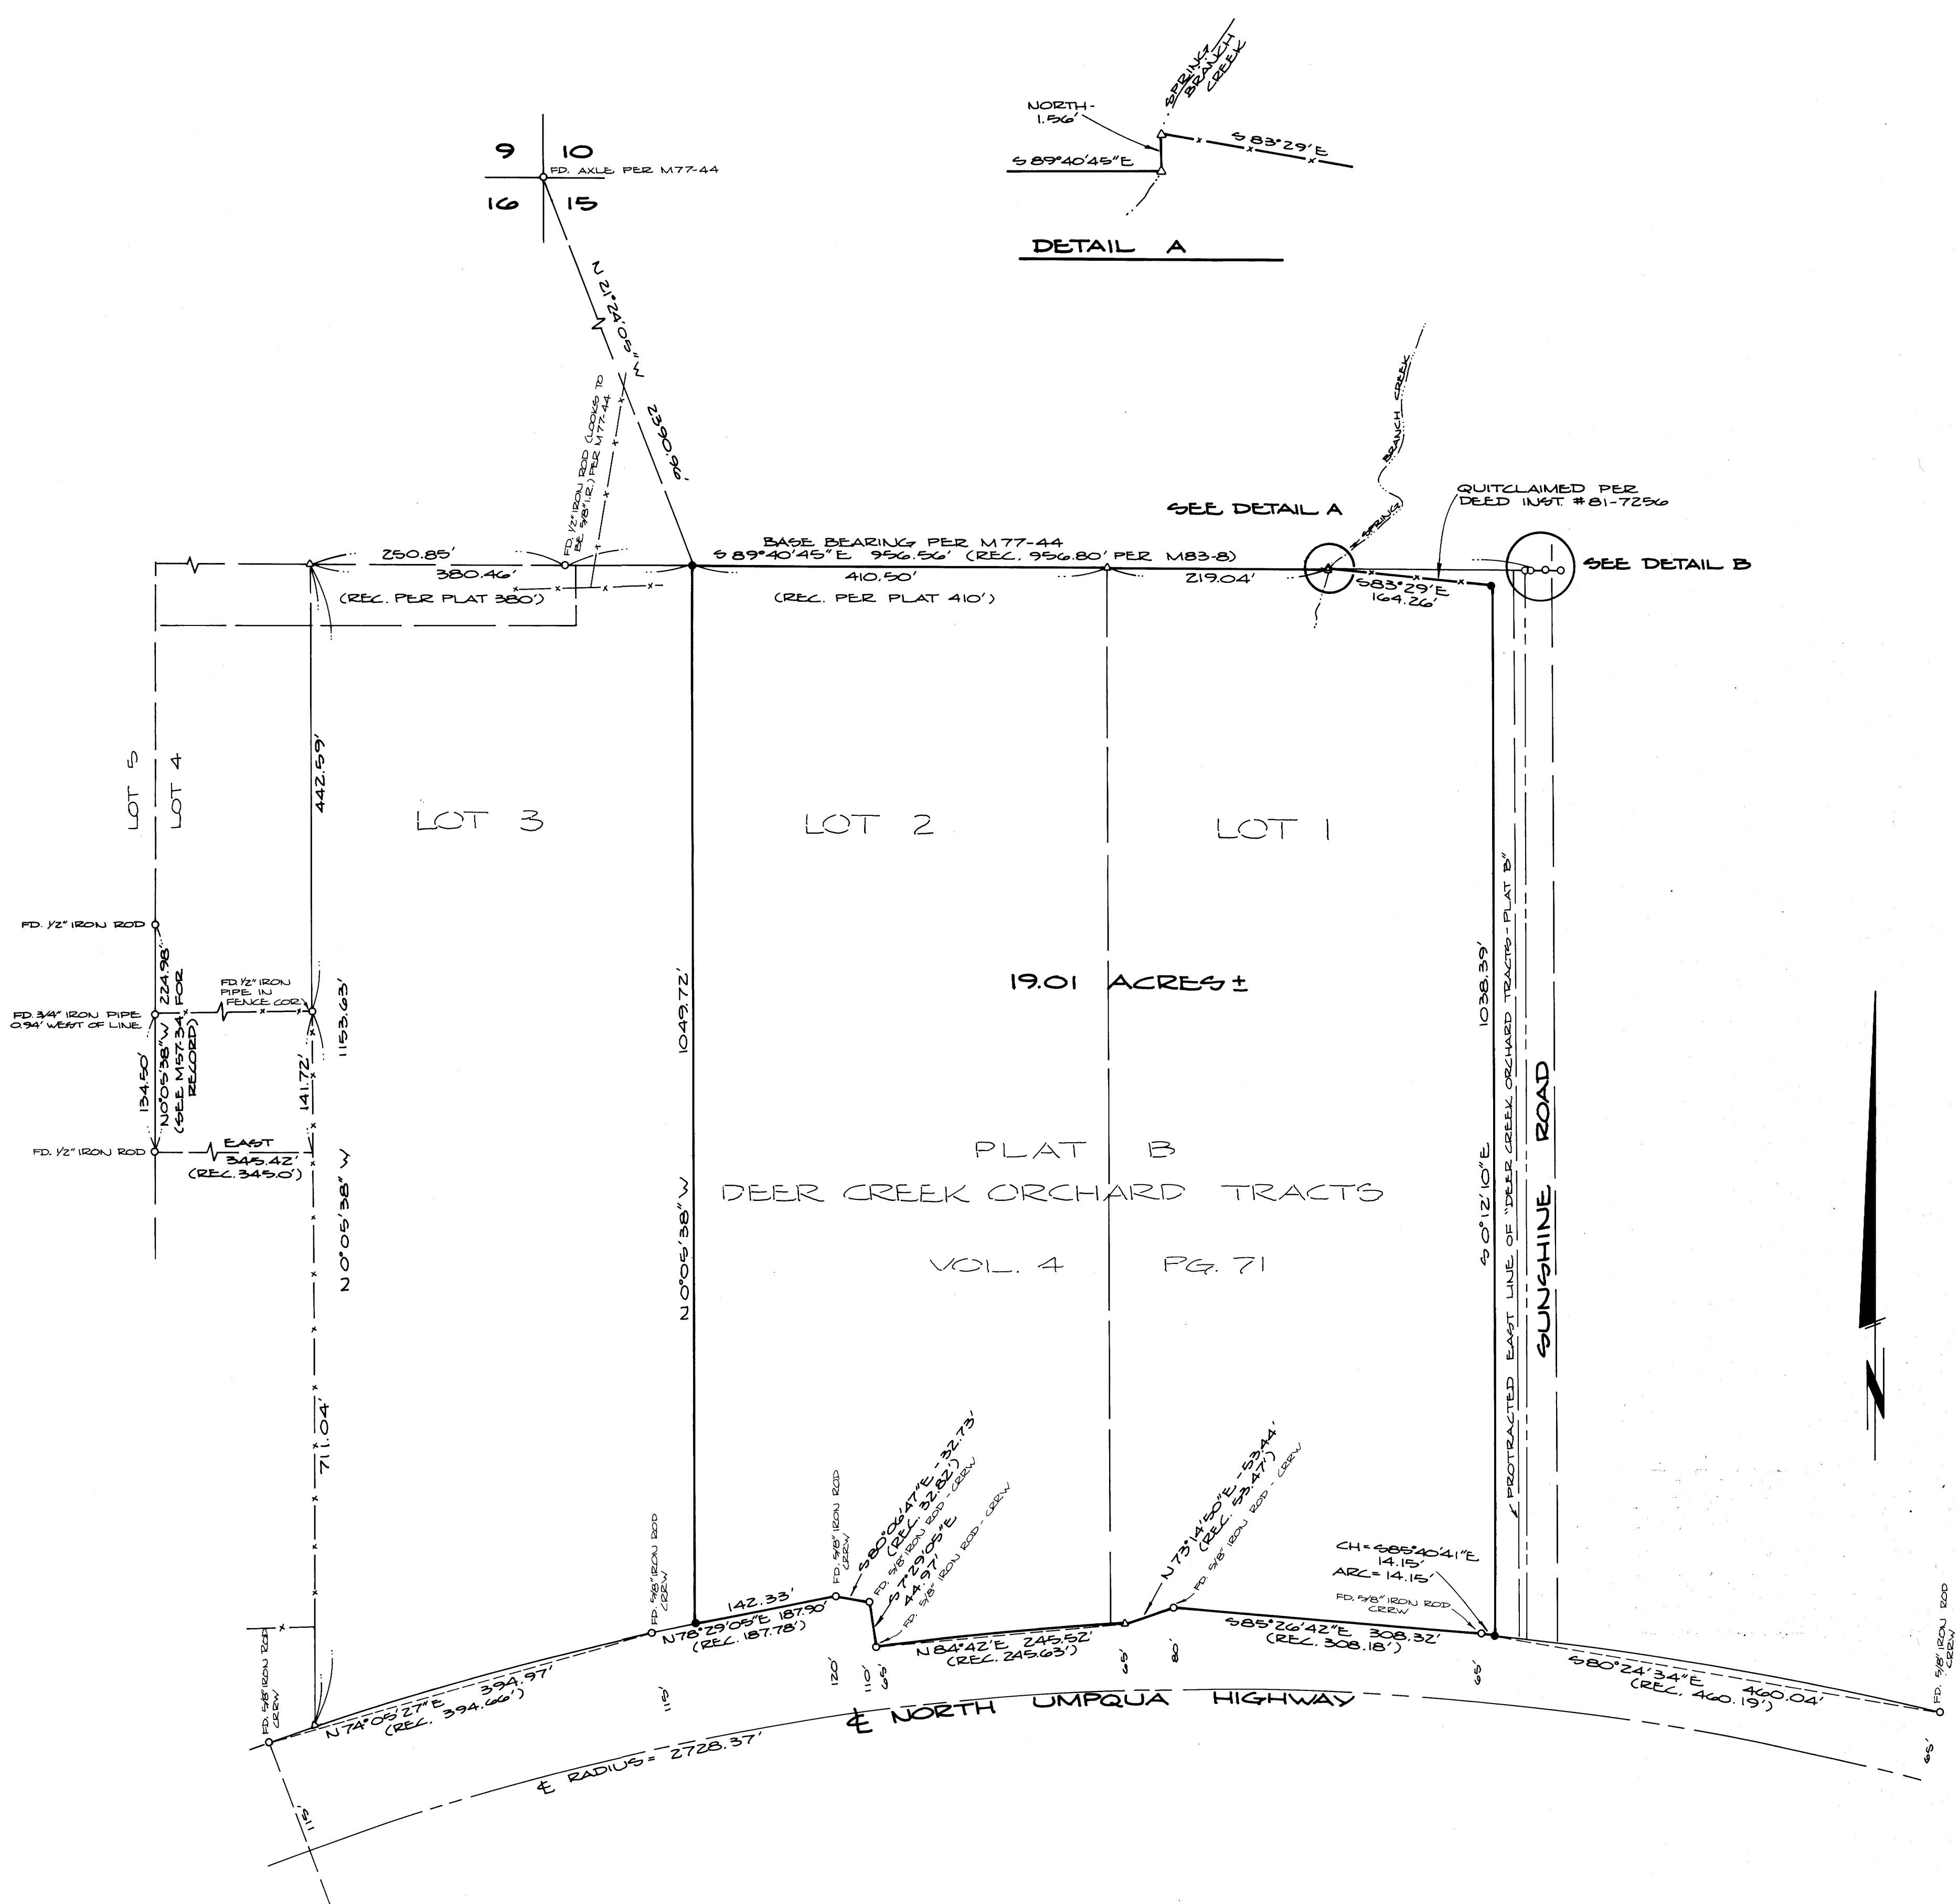 SPRING
BRANCH
CREEK
NORTH-
1.56'
S 83°29'E
S 89°40'45"E
DETAIL A
9 10
FD. AXLE PER M77-44
16 15
N 21°24'05" W
2390.96'
FD. 1/2" IRON ROD (LOOKS TO
BE 5/8" I.R.) PER M77-44
BRANCH CREEK
SPRING
SEE DETAIL A
QUITCLAIMED PER
DEED INST. #81-7256
SEE DETAIL B
BASE BEARING PER M77-44
S 89°40'45"E 956.56' (REC. 956.80' PER M83-8)
250.85'
380.46'
(REC. PER PLAT 380')
410.50'
(REC. PER PLAT 410')
219.04'
S83°29'E
164.26'
LOT 5
LOT 4
442.59'
LOT 3
LOT 2
LOT 1
FD. 1/2" IRON ROD
224.98'
N0°05'38"W
(SEE M57-34 FOR
RECORD)
FD. 1/2" IRON
PIPE IN
FENCE COR.
FD. 3/4" IRON PIPE
0.94' WEST OF LINE
134.50'
141.72'
1153.63'
N 0°05'38" W
FD. 1/2" IRON ROD
EAST
345.42'
(REC. 345.0')
1049.72'
N 0°05'38" W
19.01 ACRES ±
1038.39'
S 0°12'10"E
PROTRACTED EAST LINE OF "DEER CREEK ORCHARD TRACTS-PLAT B"
SUNSHINE ROAD
PLAT B
DEER CREEK ORCHARD TRACTS
VOL. 4 PG. 71
N
711.04'
FD. 5/8" IRON ROD
CRRW
FD. 5/8" IRON ROD
CRRW
FD. 5/8" IRON ROD
CRRW
S80°06'47"E - 32.73'
(REC. 32.82')
FD. 5/8" IRON ROD - CRRW
S7°29'05"E
44.97'
FD. 5/8" IRON ROD - CRRW
N73°14'50"E - 53.44'
(REC. 53.47')
FD. 5/8" IRON ROD - CRRW
CH = S85°40'41"E
14.15'
ARC = 14.15'
FD. 5/8" IRON ROD
CRRW
FD. 5/8" IRON ROD
CRRW
142.33'
N78°29'05"E 187.90'
(REC. 187.78')
N74°05'27"E 394.97'
(REC. 394.66')
N84°42'E 245.52'
(REC. 245.63')
S85°26'42"E 308.32'
(REC. 308.18')
S80°24'34"E 460.04'
(REC. 460.19')
115'
115'
120'
110'
65'
65'
80'
65'
65'
℄ NORTH UMPQUA HIGHWAY
℄ RADIUS = 2728.37'